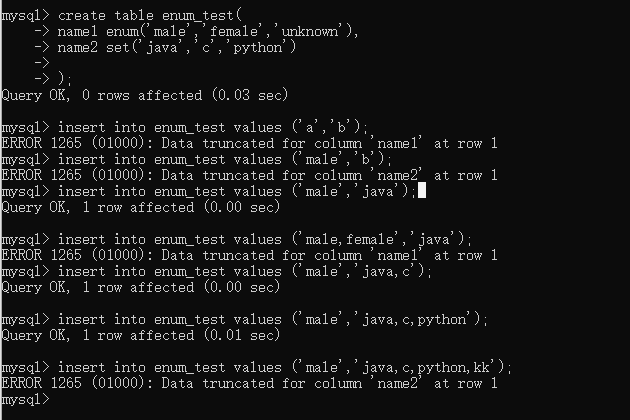 mysql> create table enum_test(
    -> name1 enum('male','female','unknown'),
    -> name2 set('java','c','python')
    ->
    -> );
Query OK, 0 rows affected (0.03 sec)

mysql> insert into enum_test values ('a','b');
ERROR 1265 (01000): Data truncated for column 'name1' at row 1
mysql> insert into enum_test values ('male','b');
ERROR 1265 (01000): Data truncated for column 'name2' at row 1
mysql> insert into enum_test values ('male','java');
Query OK, 1 row affected (0.00 sec)

mysql> insert into enum_test values ('male,female','java');
ERROR 1265 (01000): Data truncated for column 'name1' at row 1
mysql> insert into enum_test values ('male','java,c');
Query OK, 1 row affected (0.00 sec)

mysql> insert into enum_test values ('male','java,c,python');
Query OK, 1 row affected (0.01 sec)

mysql> insert into enum_test values ('male','java,c,python,kk');
ERROR 1265 (01000): Data truncated for column 'name2' at row 1
mysql>